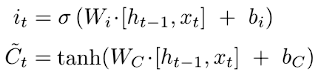 i_t = σ (W_i·[h_{t−1}, x_t] + b_i)
C̃_t = tanh(W_C·[h_{t−1}, x_t] + b_C)